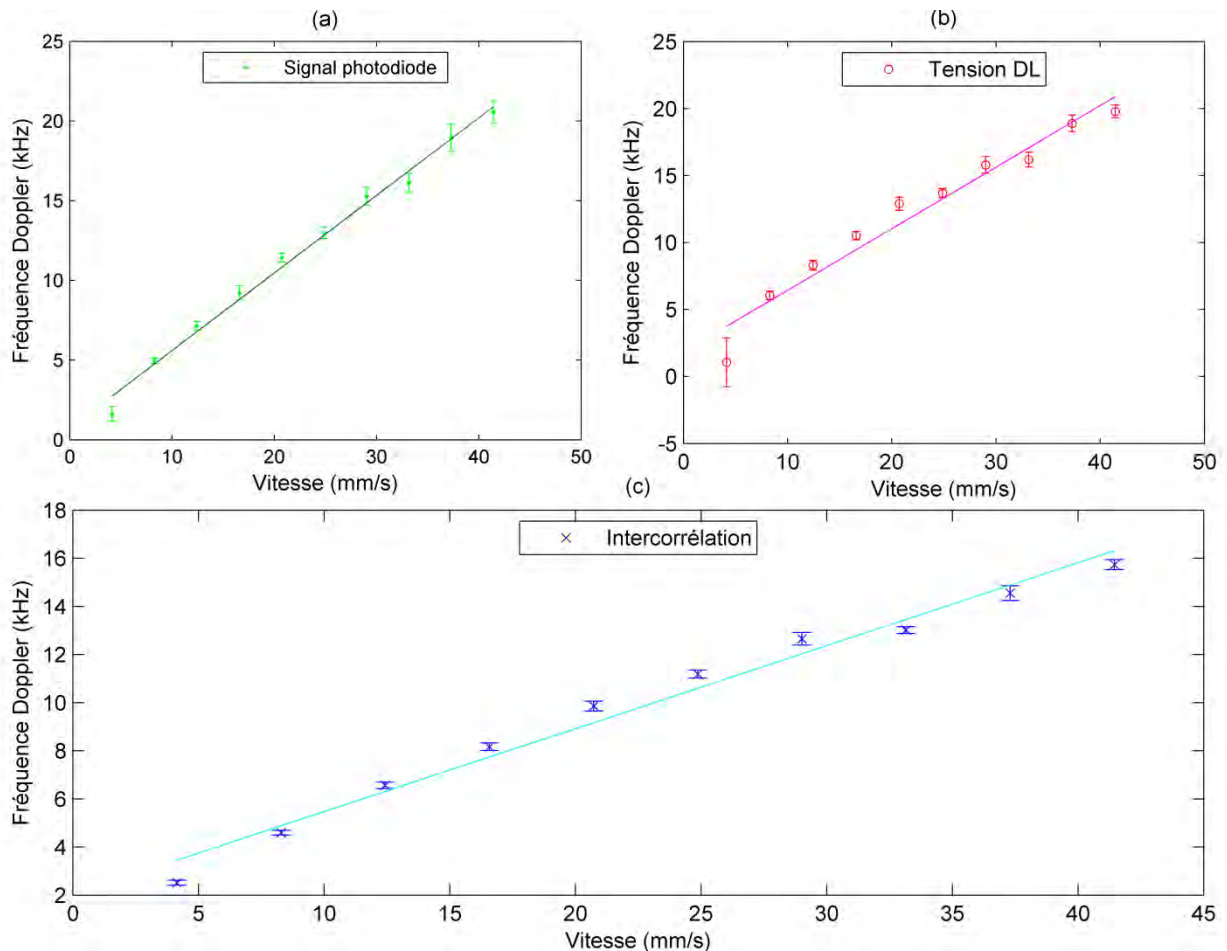 (a)
Signal photodiode
Fréquence Doppler (kHz)
25
20
15
10
5
0
0 10 20 30 40 50
Vitesse (mm/s)
(b)
Tension DL
Fréquence Doppler (kHz)
25
20
15
10
5
0
-5
0 10 20 30 40 50
Vitesse (mm/s)
(c)
Intercorrélation
Fréquence Doppler (kHz)
18
16
14
12
10
8
6
4
2
0 5 10 15 20 25 30 35 40 45
Vitesse (mm/s)